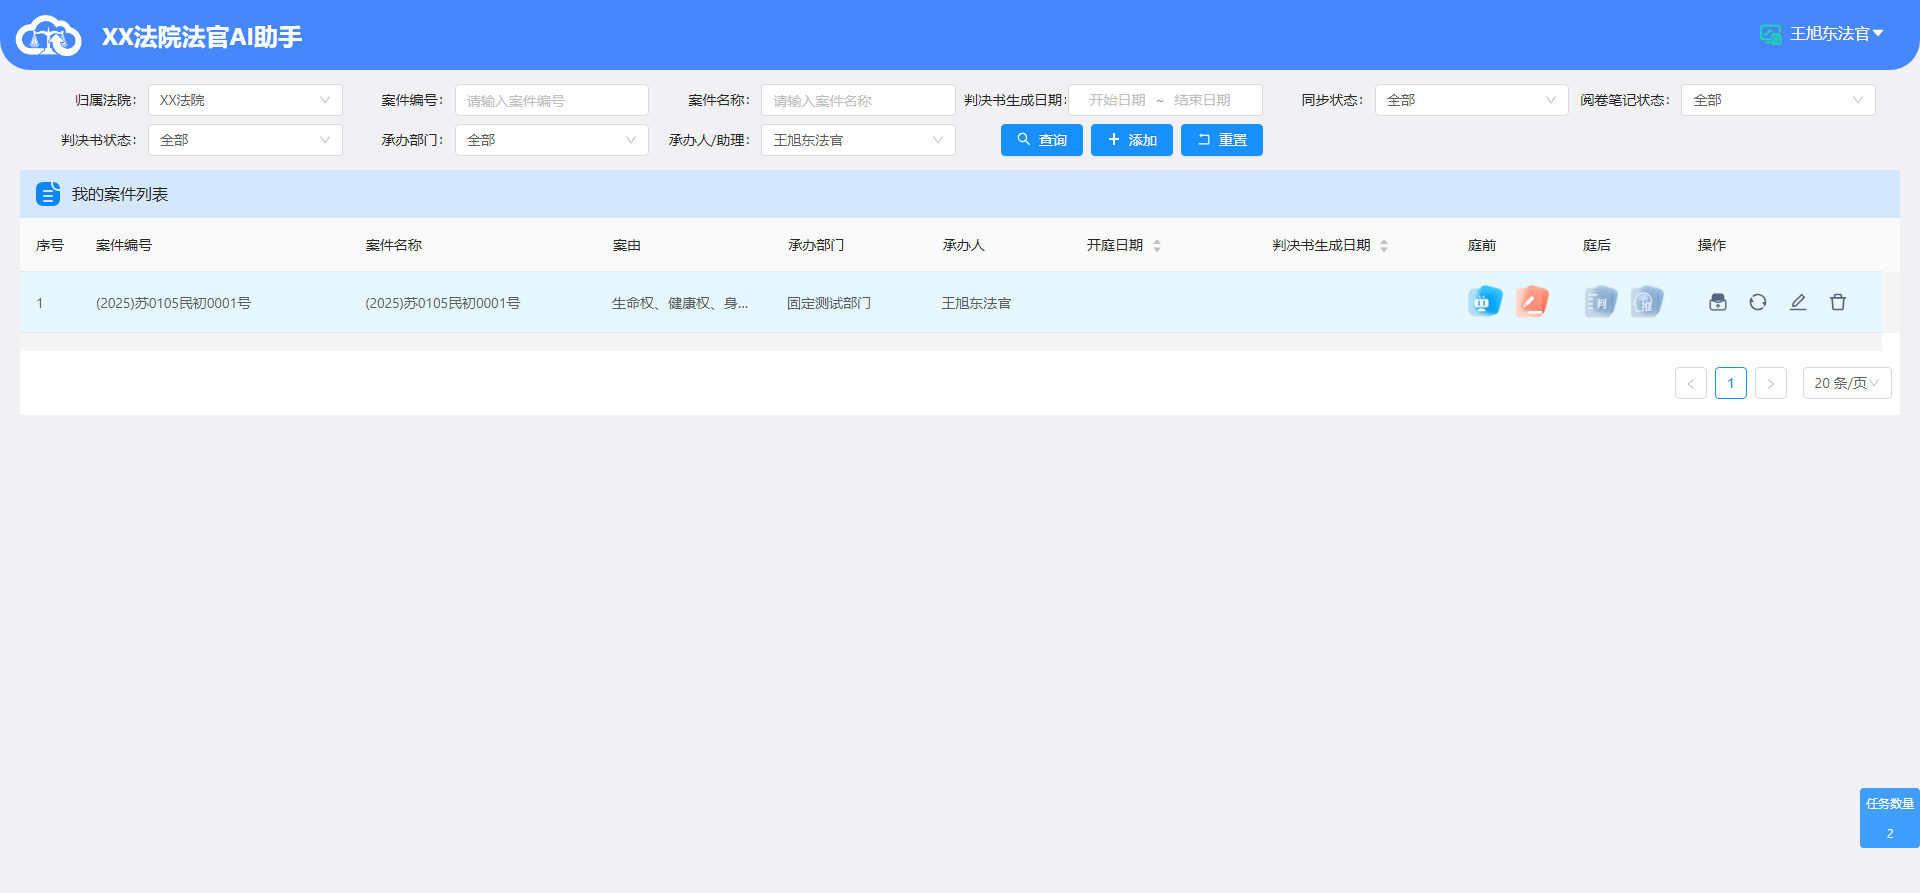 XX法院法官AI助手
王旭东法官
归属法院: XX法院
案件编号: 请输入案件编号
案件名称: 请输入案件名称
判决书生成日期: 开始日期 ~ 结束日期
同步状态: 全部
阅卷笔记状态: 全部
判决书状态: 全部
承办部门: 全部
承办人/助理: 王旭东法官
查询 添加 重置
我的案件列表
序号 案件编号 案件名称 案由 承办部门 承办人 开庭日期 判决书生成日期 庭前 庭后 操作
1 (2025)苏0105民初0001号 (2025)苏0105民初0001号 生命权、健康权、身... 固定测试部门 王旭东法官 判 推
< 1 > 20 条/页
任务数量
2